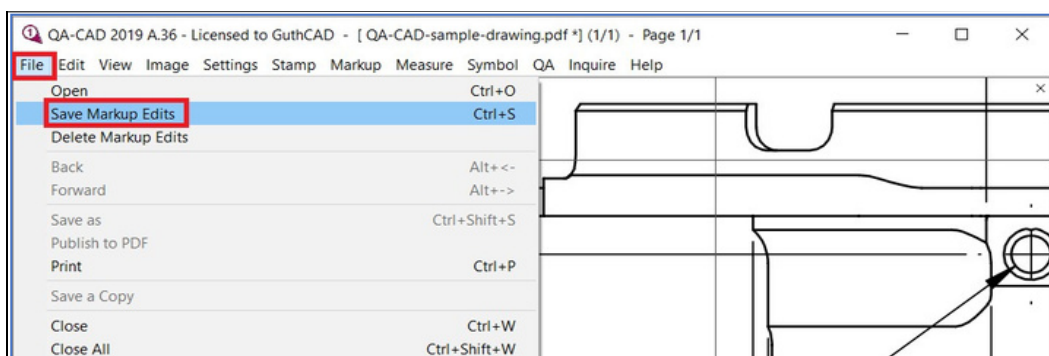 QA-CAD 2019 A.36 - Licensed to GuthCAD - [ QA-CAD-sample-drawing.pdf *] (1/1) - Page 1/1
File Edit View Image Settings Stamp Markup Measure Symbol QA Inquire Help
Open Ctrl+O
Save Markup Edits Ctrl+S
Delete Markup Edits
Back Alt+<-
Forward Alt+->
Save as Ctrl+Shift+S
Publish to PDF
Print Ctrl+P
Save a Copy
Close Ctrl+W
Close All Ctrl+Shift+W